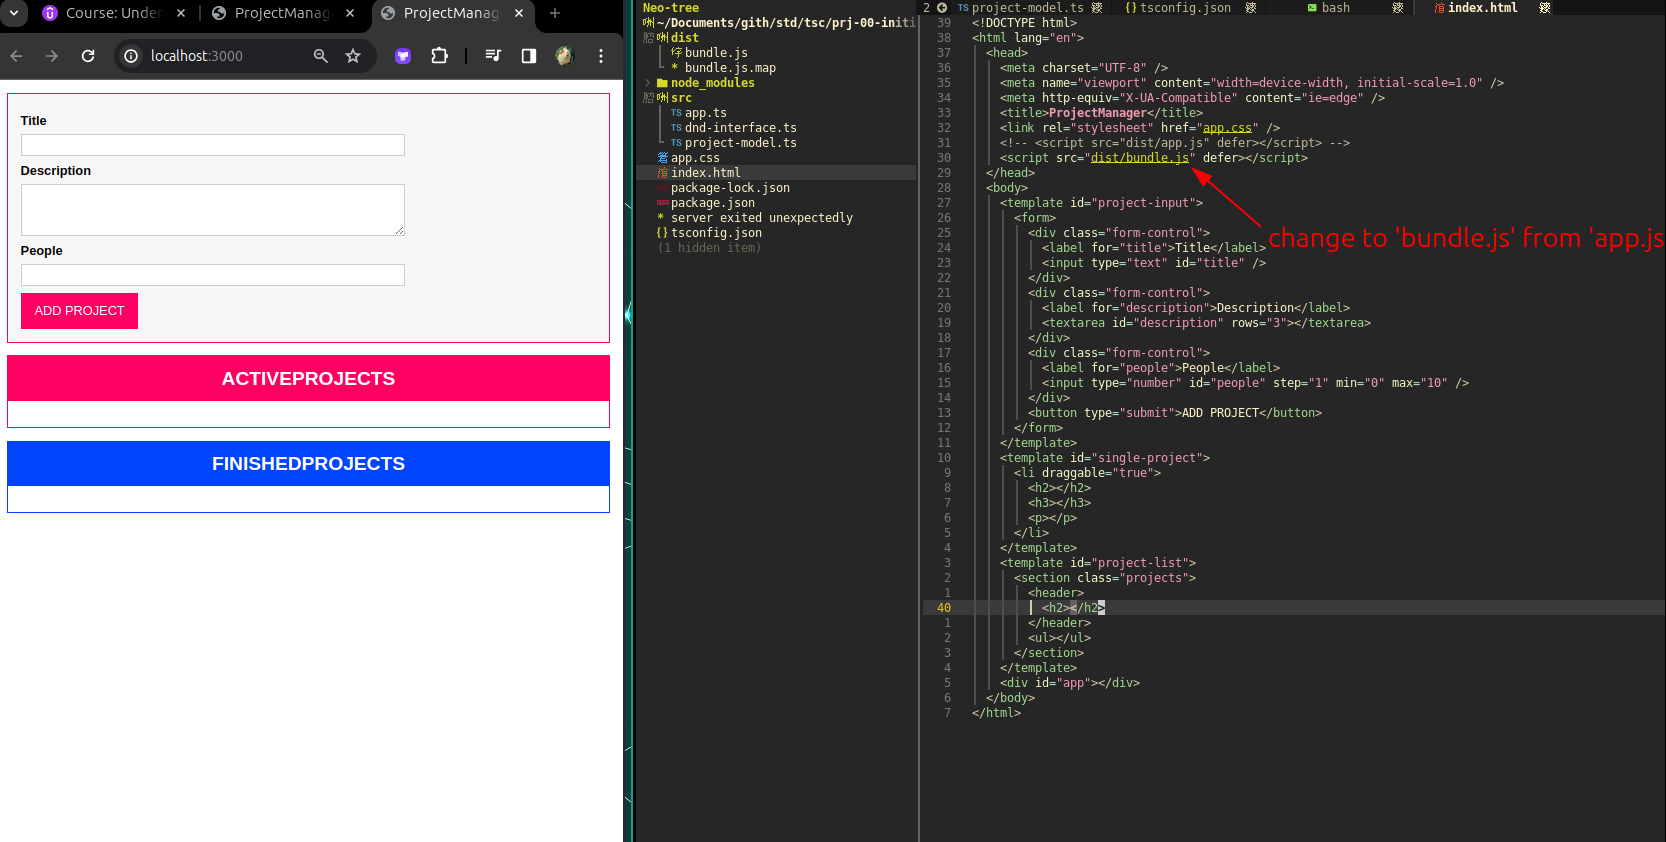 Course: Under
ProjectManag
ProjectManag
localhost:3000
Title
Description
People
ADD PROJECT
ACTIVEPROJECTS
FINISHEDPROJECTS
Neo-tree
~/Documents/gith/std/tsc/prj-00-initi
dist
bundle.js
* bundle.js.map
node_modules
src
TS app.ts
TS dnd-interface.ts
TS project-model.ts
app.css
index.html
package-lock.json
package.json
* server exited unexpectedly
{} tsconfig.json
(1 hidden item)
2 TS project-model.ts {} tsconfig.json bash index.html
39 <!DOCTYPE html>
38 <html lang="en">
37 <head>
36 <meta charset="UTF-8" />
35 <meta name="viewport" content="width=device-width, initial-scale=1.0" />
34 <meta http-equiv="X-UA-Compatible" content="ie=edge" />
33 <title>ProjectManager</title>
32 <link rel="stylesheet" href="app.css" />
31 <!-- <script src="dist/app.js" defer></script> -->
30 <script src="dist/bundle.js" defer></script>
29 </head>
28 <body>
27 <template id="project-input">
26 <form>
25 <div class="form-control">
24 <label for="title">Title</label>
change to 'bundle.js' from 'app.js
23 <input type="text" id="title" />
22 </div>
21 <div class="form-control">
20 <label for="description">Description</label>
19 <textarea id="description" rows="3"></textarea>
18 </div>
17 <div class="form-control">
16 <label for="people">People</label>
15 <input type="number" id="people" step="1" min="0" max="10" />
14 </div>
13 <button type="submit">ADD PROJECT</button>
12 </form>
11 </template>
10 <template id="single-project">
9 <li draggable="true">
8 <h2></h2>
7 <h3></h3>
6 <p></p>
5 </li>
4 </template>
3 <template id="project-list">
2 <section class="projects">
1 <header>
40 <h2></h2>
1 </header>
2 <ul></ul>
3 </section>
4 </template>
5 <div id="app"></div>
6 </body>
7 </html>